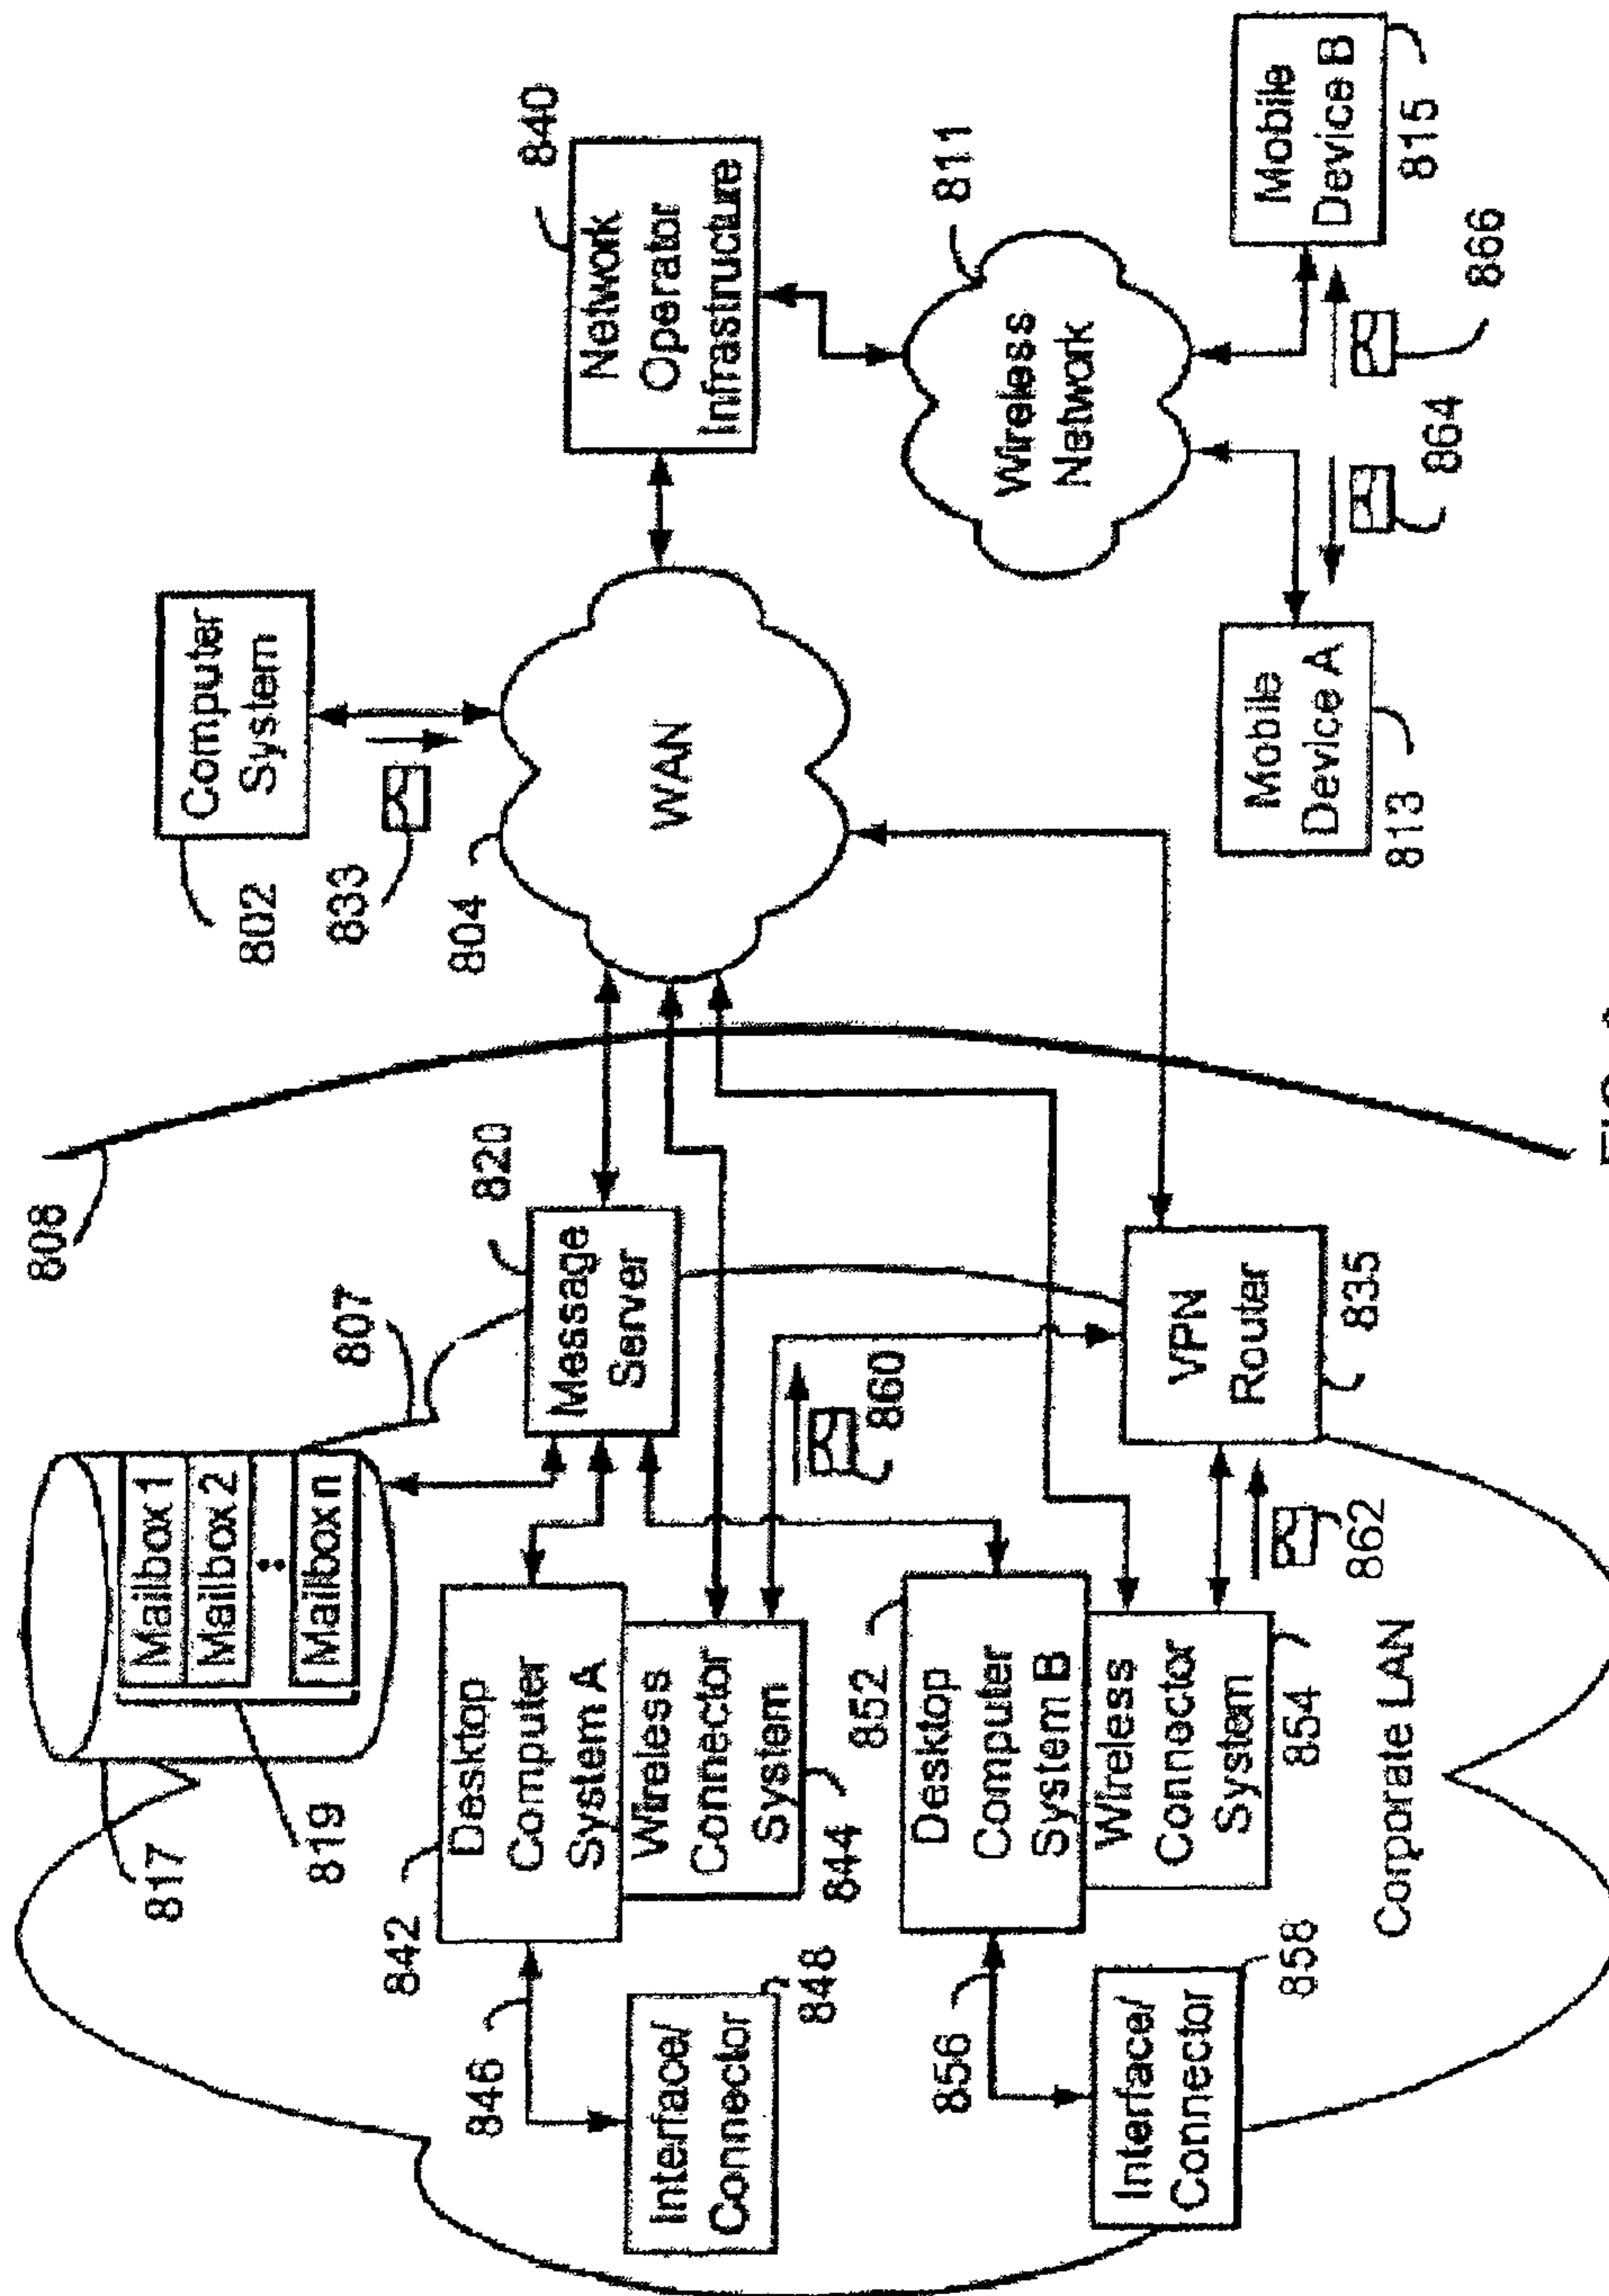 808
817
819
Mailbox 1
Mailbox 2
Mailbox n
807
820
Message
Server
842
Desktop
Computer
System A
Wireless
Connector
System
844
846
Interface/
Connector
848
860
852
Desktop
Computer
System B
Wireless
Connector
System
854
856
Interface/
Connector
858
862
VPN
Router
835
Corporate LAN
802
Computer
System
833
804
WAN
840
Network
Operator
Infrastructure
811
Wireless
Network
Mobile
Device A
813
864
Mobile
Device B
815
866